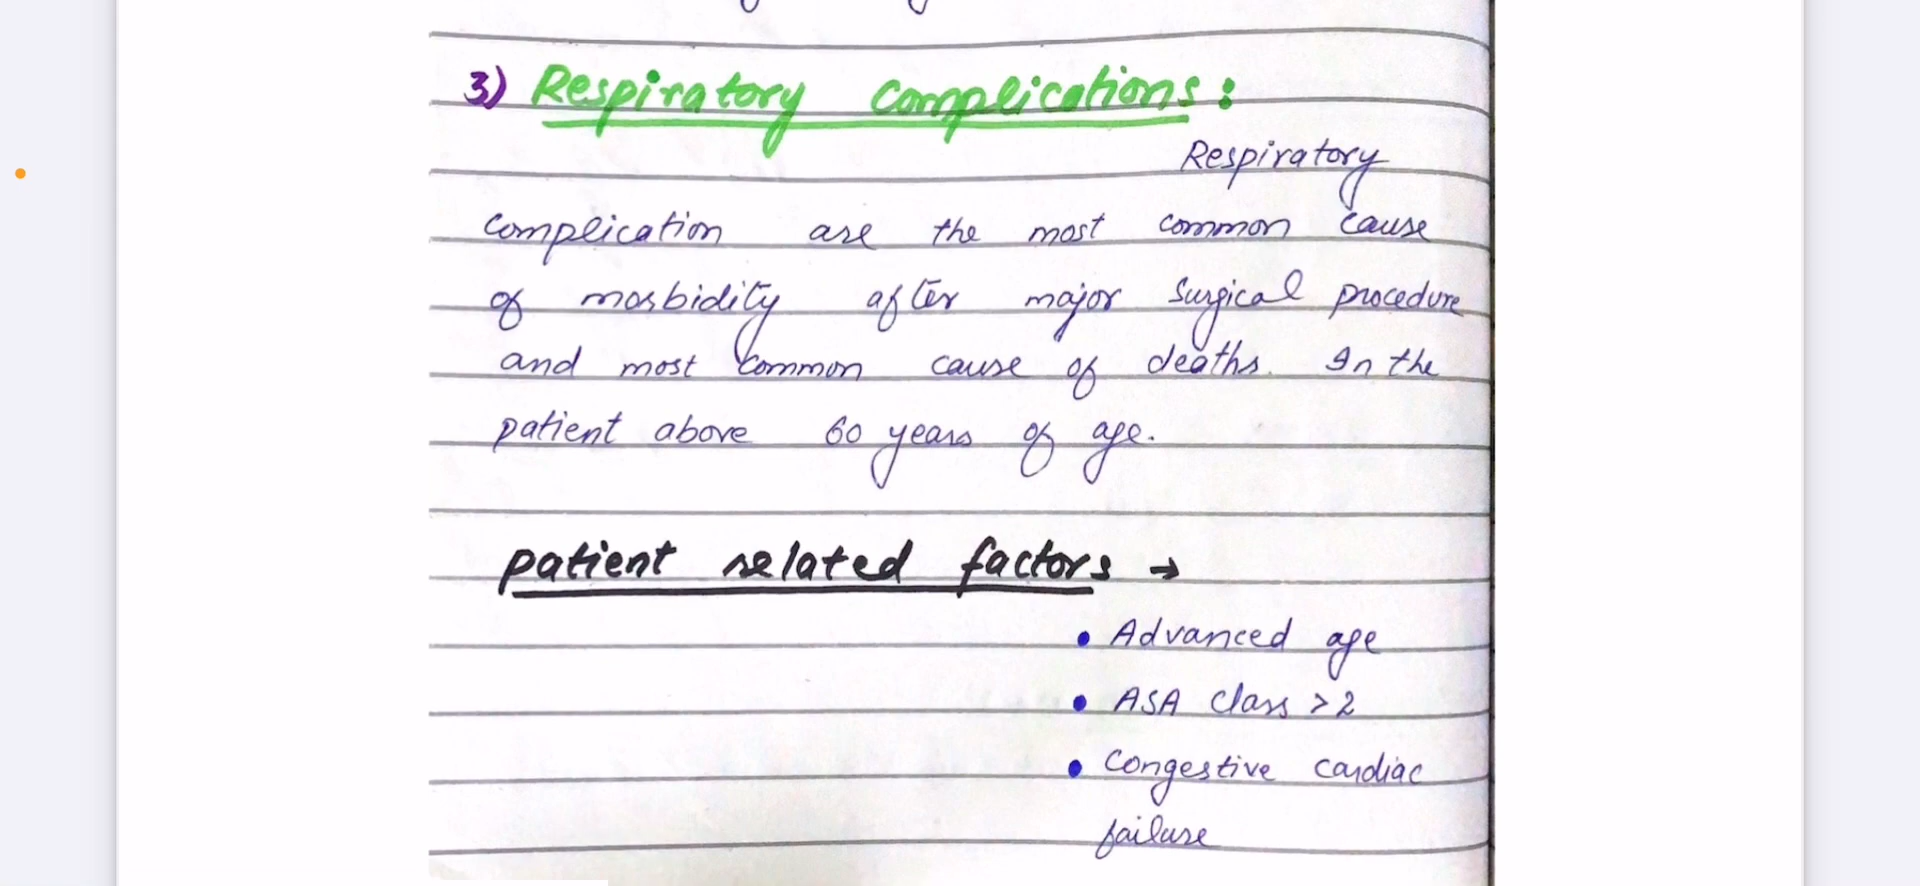 3) Respiratory Complications:
Respiratory
Complication are the most common cause
of morbidity after major surgical procedure
and most common cause of deaths. In the
patient above 60 years of age.
patient related factors →
• Advanced age
• ASA class > 2
• Congestive cardiac
failure